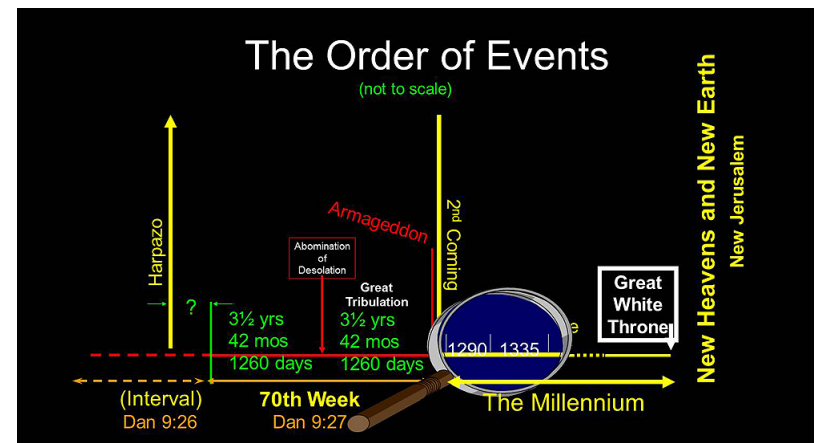 The Order of Events
(not to scale)
Harpazo
?
3½ yrs
42 mos
1260 days
Abomination
of
Desolation
Great
Tribulation
3½ yrs
42 mos
1260 days
Armageddon
2nd Coming
1290
1335
e
Great
White
Throne
New Heavens and New Earth
New Jerusalem
(Interval)
Dan 9:26
70th Week
Dan 9:27
The Millennium